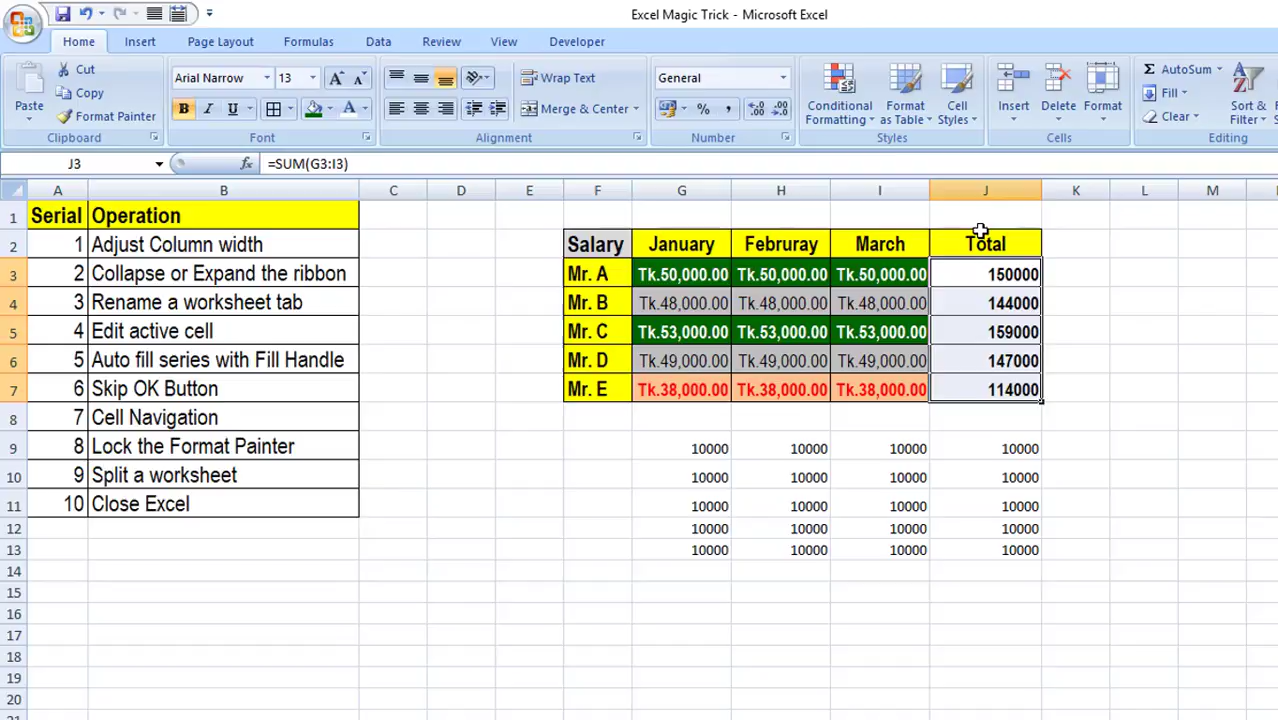 Excel Magic Trick - Microsoft Excel
Home Insert Page Layout Formulas Data Review View Developer
Paste Cut Copy Format Painter Clipboard
Arial Narrow 13 B I U A A A Font
Wrap Text Merge & Center Alignment
General % , .0 .00 .00 .0 Number
Conditional Formatting Format as Table Cell Styles Styles
Insert Delete Format Cells
Σ AutoSum Fill Clear Sort & Filter Editing
J3 fx =SUM(G3:I3)
A B C D E F G H I J K L M
1 Serial Operation
2 1 Adjust Column width Salary January Februray March Total
3 2 Collapse or Expand the ribbon Mr. A Tk.50,000.00 Tk.50,000.00 Tk.50,000.00 150000
4 3 Rename a worksheet tab Mr. B Tk.48,000.00 Tk.48,000.00 Tk.48,000.00 144000
5 4 Edit active cell Mr. C Tk.53,000.00 Tk.53,000.00 Tk.53,000.00 159000
6 5 Auto fill series with Fill Handle Mr. D Tk.49,000.00 Tk.49,000.00 Tk.49,000.00 147000
7 6 Skip OK Button Mr. E Tk.38,000.00 Tk.38,000.00 Tk.38,000.00 114000
8 7 Cell Navigation
9 8 Lock the Format Painter 10000 10000 10000 10000
10 9 Split a worksheet 10000 10000 10000 10000
11 10 Close Excel 10000 10000 10000 10000
12 10000 10000 10000 10000
13 10000 10000 10000 10000
14
15
16
17
18
19
20
21